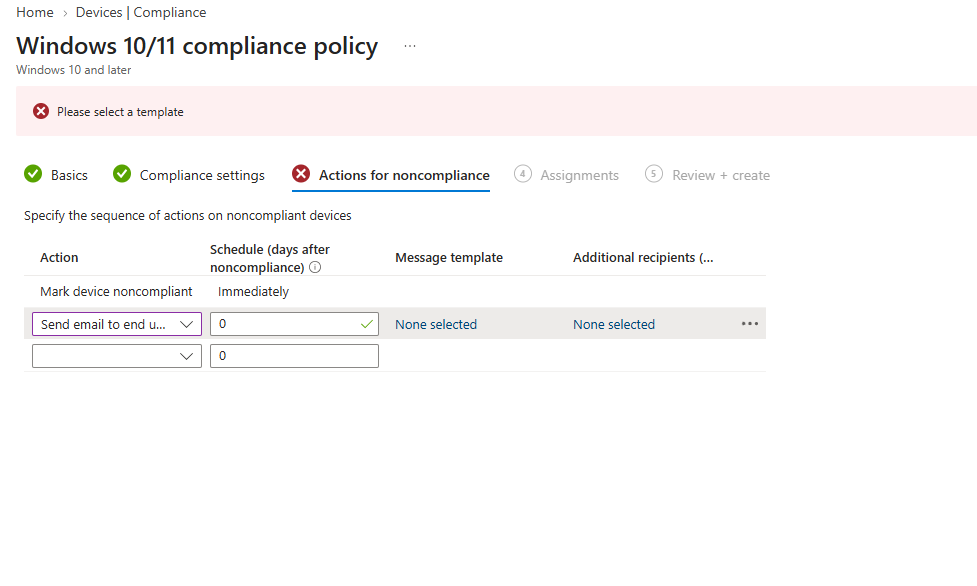 Home > Devices | Compliance
Windows 10/11 compliance policy ...
Windows 10 and later
Please select a template
Basics Compliance settings Actions for noncompliance 4 Assignments 5 Review + create
Specify the sequence of actions on noncompliant devices
Action Schedule (days after noncompliance) Message template Additional recipients (...
Mark device noncompliant Immediately
Send email to end u... 0 None selected None selected ...
0